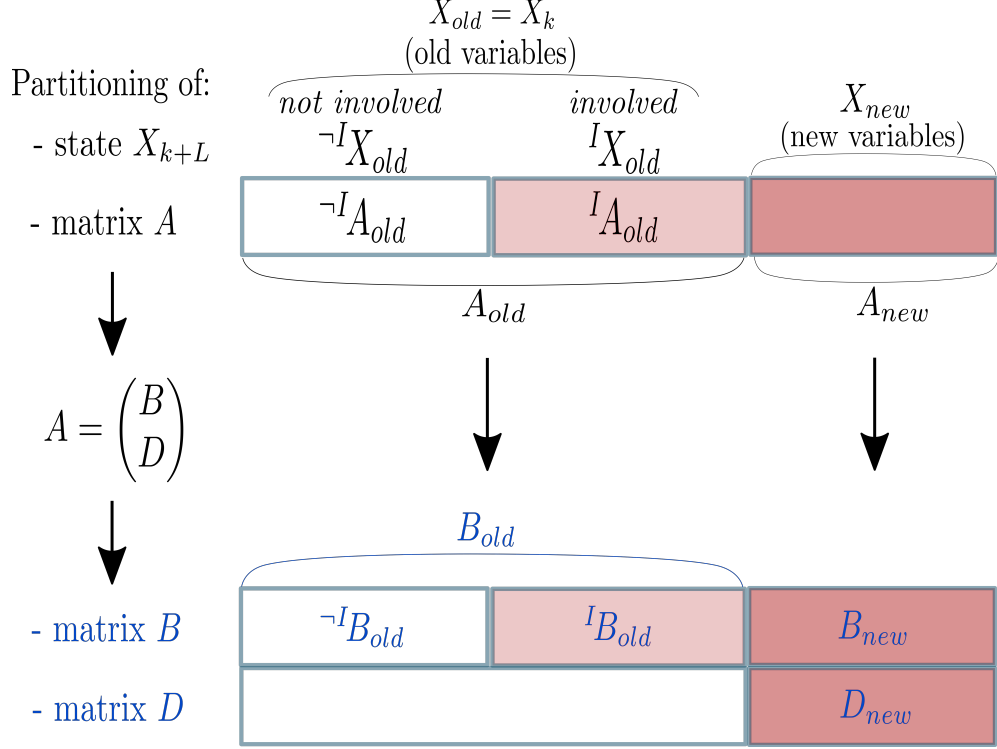 X_old = X_k
(old variables)
Partitioning of:
not involved involved
X_new
(new variables)
- state X_{k+L} ^{¬I}X_old ^{I}X_old
- matrix A ^{¬I}A_old ^{I}A_old
A_old A_new
A = (B
D)
B_old
- matrix B ^{¬I}B_old ^{I}B_old B_new
- matrix D D_new